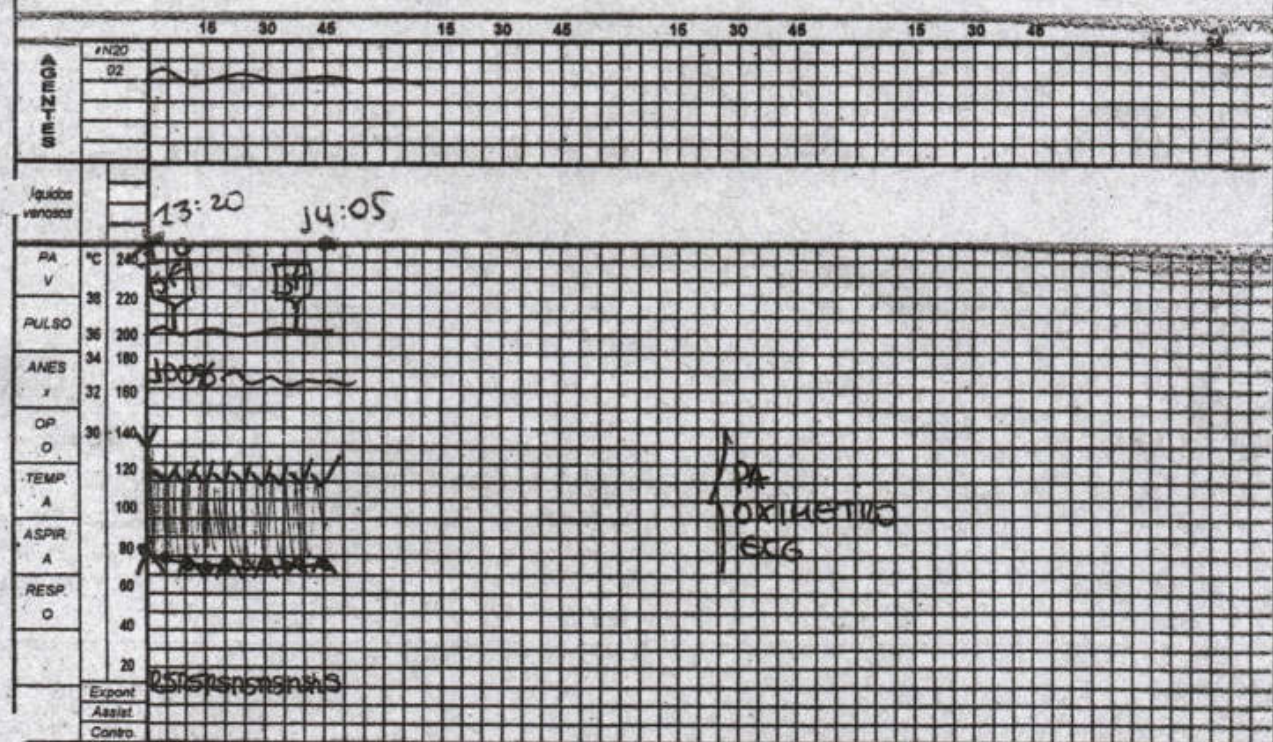 15 30 45 15 30 45 15 30 45 15 30 45
AGENTES
N20
02
líquidos
venosos
13:20 14:05
PA
V
°C 240
38 220
PULSO
36 200
ANES
x
34 180
100%
32 160
OP
O
30 140
TEMP.
A
120
PA
100
OXIMETRO
ASPIR.
A
80
ECG
RESP.
O
60
40
20
Expont.
Assist.
Contro.